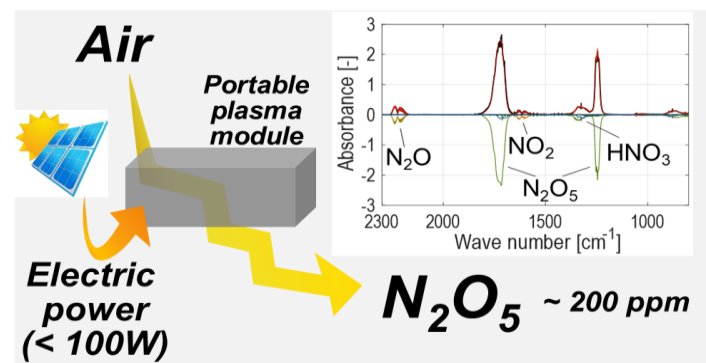 Air
Portable
plasma
module
Electric
power
(< 100W)
N₂O₅ ~ 200 ppm
Absorbance [-]
3
2
1
0
-1
-2
-3
N₂O
NO₂
HNO₃
N₂O₅
2300 2000 1500 1000
Wave number [cm⁻¹]